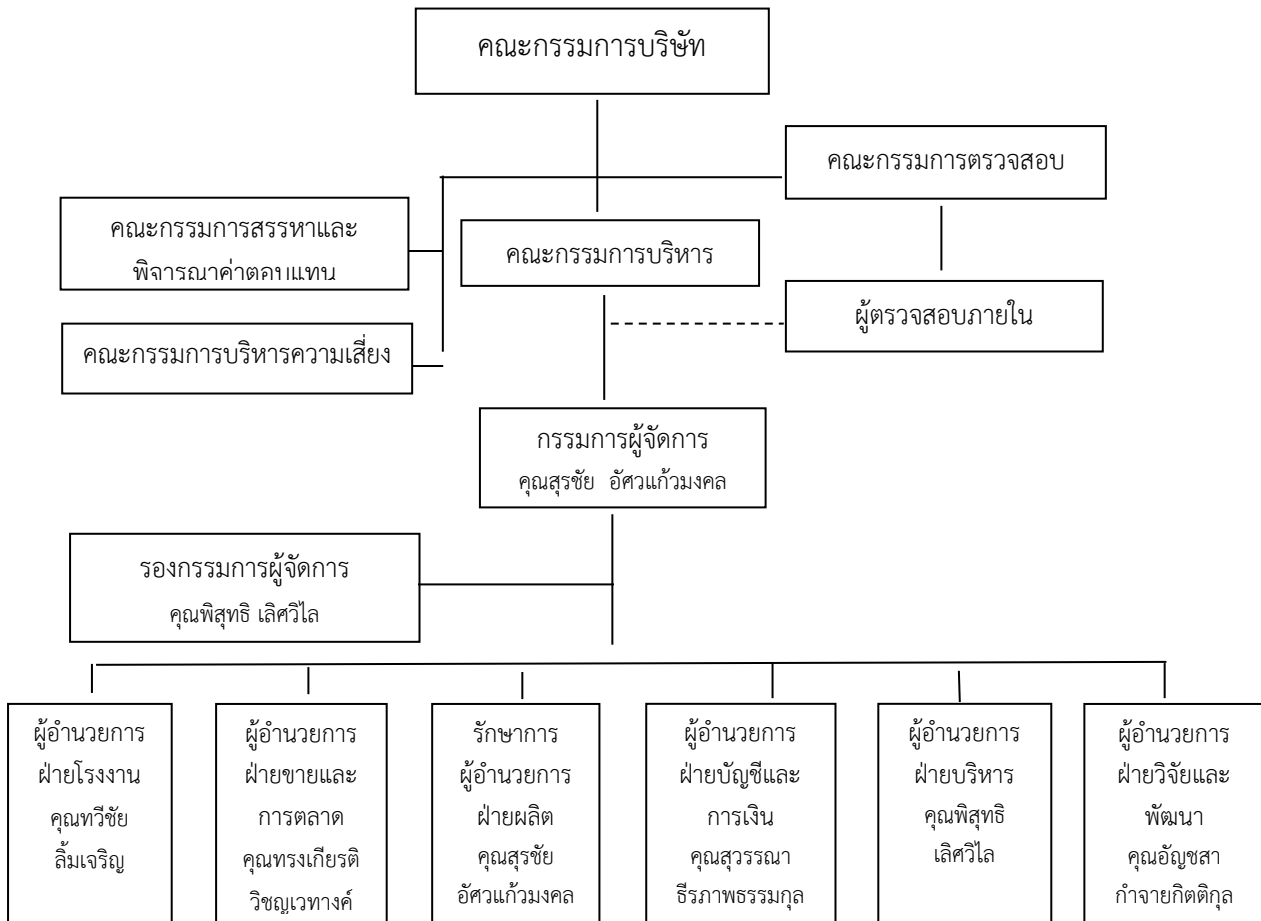 คณะกรรมการบริษัท
คณะกรรมการตรวจสอบ
คณะกรรมการสรรหาและ
พิจารณาค่าตอบแทน
คณะกรรมการบริหาร
ผู้ตรวจสอบภายใน
คณะกรรมการบริหารความเสี่ยง
กรรมการผู้จัดการ
คุณสุรชัย อัศวแก้วมงคล
รองกรรมการผู้จัดการ
คุณพิสุทธิ เลิศวิไล
ผู้อำนวยการ
ฝ่ายโรงงาน
คุณทวีชัย
ลิ้มเจริญ
ผู้อำนวยการ
ฝ่ายขายและ
การตลาด
คุณทรงเกียรติ
วิชญเวทางค์
รักษาการ
ผู้อำนวยการ
ฝ่ายผลิต
คุณสุรชัย
อัศวแก้วมงคล
ผู้อำนวยการ
ฝ่ายบัญชีและ
การเงิน
คุณสุวรรณา
ธีรภาพธรรมกุล
ผู้อำนวยการ
ฝ่ายบริหาร
คุณพิสุทธิ
เลิศวิไล
ผู้อำนวยการ
ฝ่ายวิจัยและ
พัฒนา
คุณอัญชสา
กำจายกิตติกุล